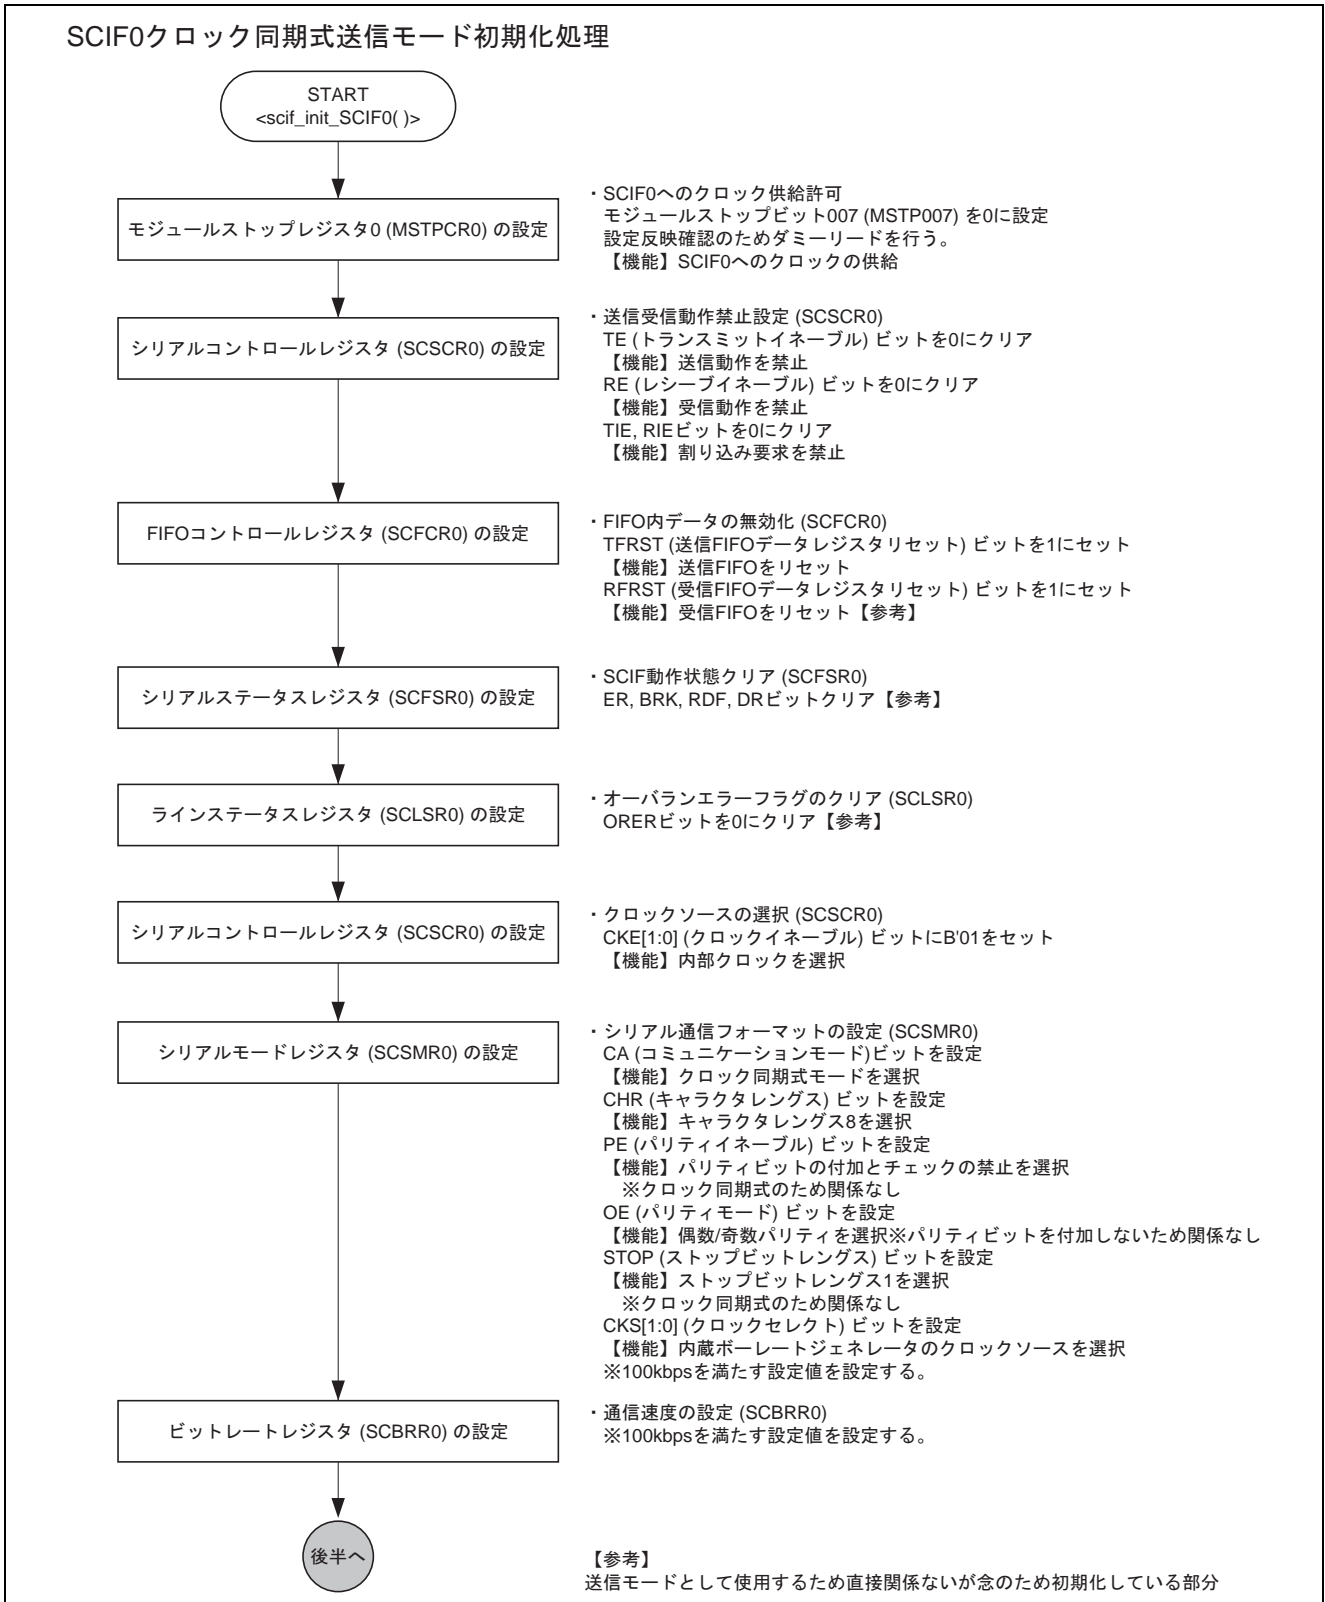 SCIF0クロック同期式送信モード初期化処理
START
<scif_init_SCIF0( )>
モジュールストップレジスタ0 (MSTPCR0) の設定
・SCIF0へのクロック供給許可
モジュールストップビット007 (MSTP007) を0に設定
設定反映確認のためダミーリードを行う。
【機能】SCIF0へのクロックの供給
シリアルコントロールレジスタ (SCSCR0) の設定
・送信受信動作禁止設定 (SCSCR0)
TE (トランスミットイネーブル) ビットを0にクリア
【機能】送信動作を禁止
RE (レシーブイネーブル) ビットを0にクリア
【機能】受信動作を禁止
TIE, RIEビットを0にクリア
【機能】割り込み要求を禁止
FIFOコントロールレジスタ (SCFCR0) の設定
・FIFO内データの無効化 (SCFCR0)
TFRST (送信FIFOデータレジスタリセット) ビットを1にセット
【機能】送信FIFOをリセット
RFRST (受信FIFOデータレジスタリセット) ビットを1にセット
【機能】受信FIFOをリセット【参考】
シリアルステータスレジスタ (SCFSR0) の設定
・SCIF動作状態クリア (SCFSR0)
ER, BRK, RDF, DRビットクリア【参考】
ラインステータスレジスタ (SCLSR0) の設定
・オーバランエラーフラグのクリア (SCLSR0)
ORERビットを0にクリア【参考】
シリアルコントロールレジスタ (SCSCR0) の設定
・クロックソースの選択 (SCSCR0)
CKE[1:0] (クロックイネーブル) ビットにB'01をセット
【機能】内部クロックを選択
シリアルモードレジスタ (SCSMR0) の設定
・シリアル通信フォーマットの設定 (SCSMR0)
CA (コミュニケーションモード)ビットを設定
【機能】クロック同期式モードを選択
CHR (キャラクタレングス) ビットを設定
【機能】キャラクタレングス8を選択
PE (パリティイネーブル) ビットを設定
【機能】パリティビットの付加とチェックの禁止を選択
※クロック同期式のため関係なし
OE (パリティモード) ビットを設定
【機能】偶数/奇数パリティを選択※パリティビットを付加しないため関係なし
STOP (ストップビットレングス) ビットを設定
【機能】ストップビットレングス1を選択
※クロック同期式のため関係なし
CKS[1:0] (クロックセレクト) ビットを設定
【機能】内蔵ボーレートジェネレータのクロックソースを選択
※100kbpsを満たす設定値を設定する。
ビットレートレジスタ (SCBRR0) の設定
・通信速度の設定 (SCBRR0)
※100kbpsを満たす設定値を設定する。
後半へ
【参考】
送信モードとして使用するため直接関係ないが念のため初期化している部分